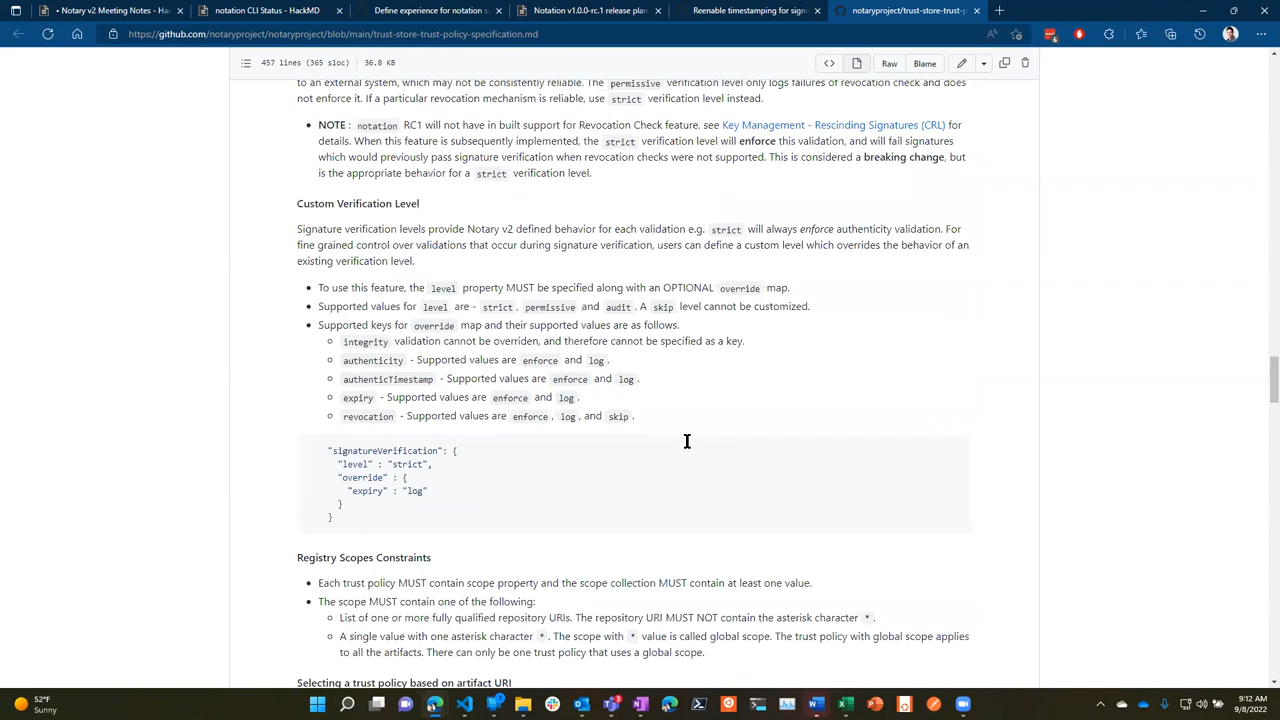 Notary v2 Meeting Notes - Hac
notation CLI Status - HackMD
Define experience for notation s
Notation v1.0.0-rc.1 release plan
Reenable timestamping for signi
notaryproject/trust-store-trust-p
https://github.com/notaryproject/notaryproject/blob/main/trust-store-trust-policy-specification.md
457 lines (365 sloc) 36.8 KB
Raw Blame
to an external system, which may not be consistently reliable. The permissive verification level only logs failures of revocation check and does
not enforce it. If a particular revocation mechanism is reliable, use strict verification level instead.
• NOTE : notation RC1 will not have in built support for Revocation Check feature, see Key Management - Rescinding Signatures (CRL) for
details. When this feature is subsequently implemented, the strict verification level will enforce this validation, and will fail signatures
which would previously pass signature verification when revocation checks were not supported. This is considered a breaking change, but
is the appropriate behavior for a strict verification level.
Custom Verification Level
Signature verification levels provide Notary v2 defined behavior for each validation e.g. strict will always enforce authenticity validation. For
fine grained control over validations that occur during signature verification, users can define a custom level which overrides the behavior of an
existing verification level.
• To use this feature, the level property MUST be specified along with an OPTIONAL override map.
• Supported values for level are - strict, permissive and audit. A skip level cannot be customized.
• Supported keys for override map and their supported values are as follows.
○ integrity validation cannot be overriden, and therefore cannot be specified as a key.
○ authenticity - Supported values are enforce and log.
○ authenticTimestamp - Supported values are enforce and log.
○ expiry - Supported values are enforce and log.
○ revocation - Supported values are enforce, log, and skip.
"signatureVerification": {
"level" : "strict",
"override" : {
"expiry" : "log"
}
}
Registry Scopes Constraints
• Each trust policy MUST contain scope property and the scope collection MUST contain at least one value.
• The scope MUST contain one of the following:
○ List of one or more fully qualified repository URIs. The repository URI MUST NOT contain the asterisk character *.
○ A single value with one asterisk character *. The scope with * value is called global scope. The trust policy with global scope applies
to all the artifacts. There can only be one trust policy that uses a global scope.
Selecting a trust policy based on artifact URI
52°F
Sunny
9:12 AM
9/8/2022